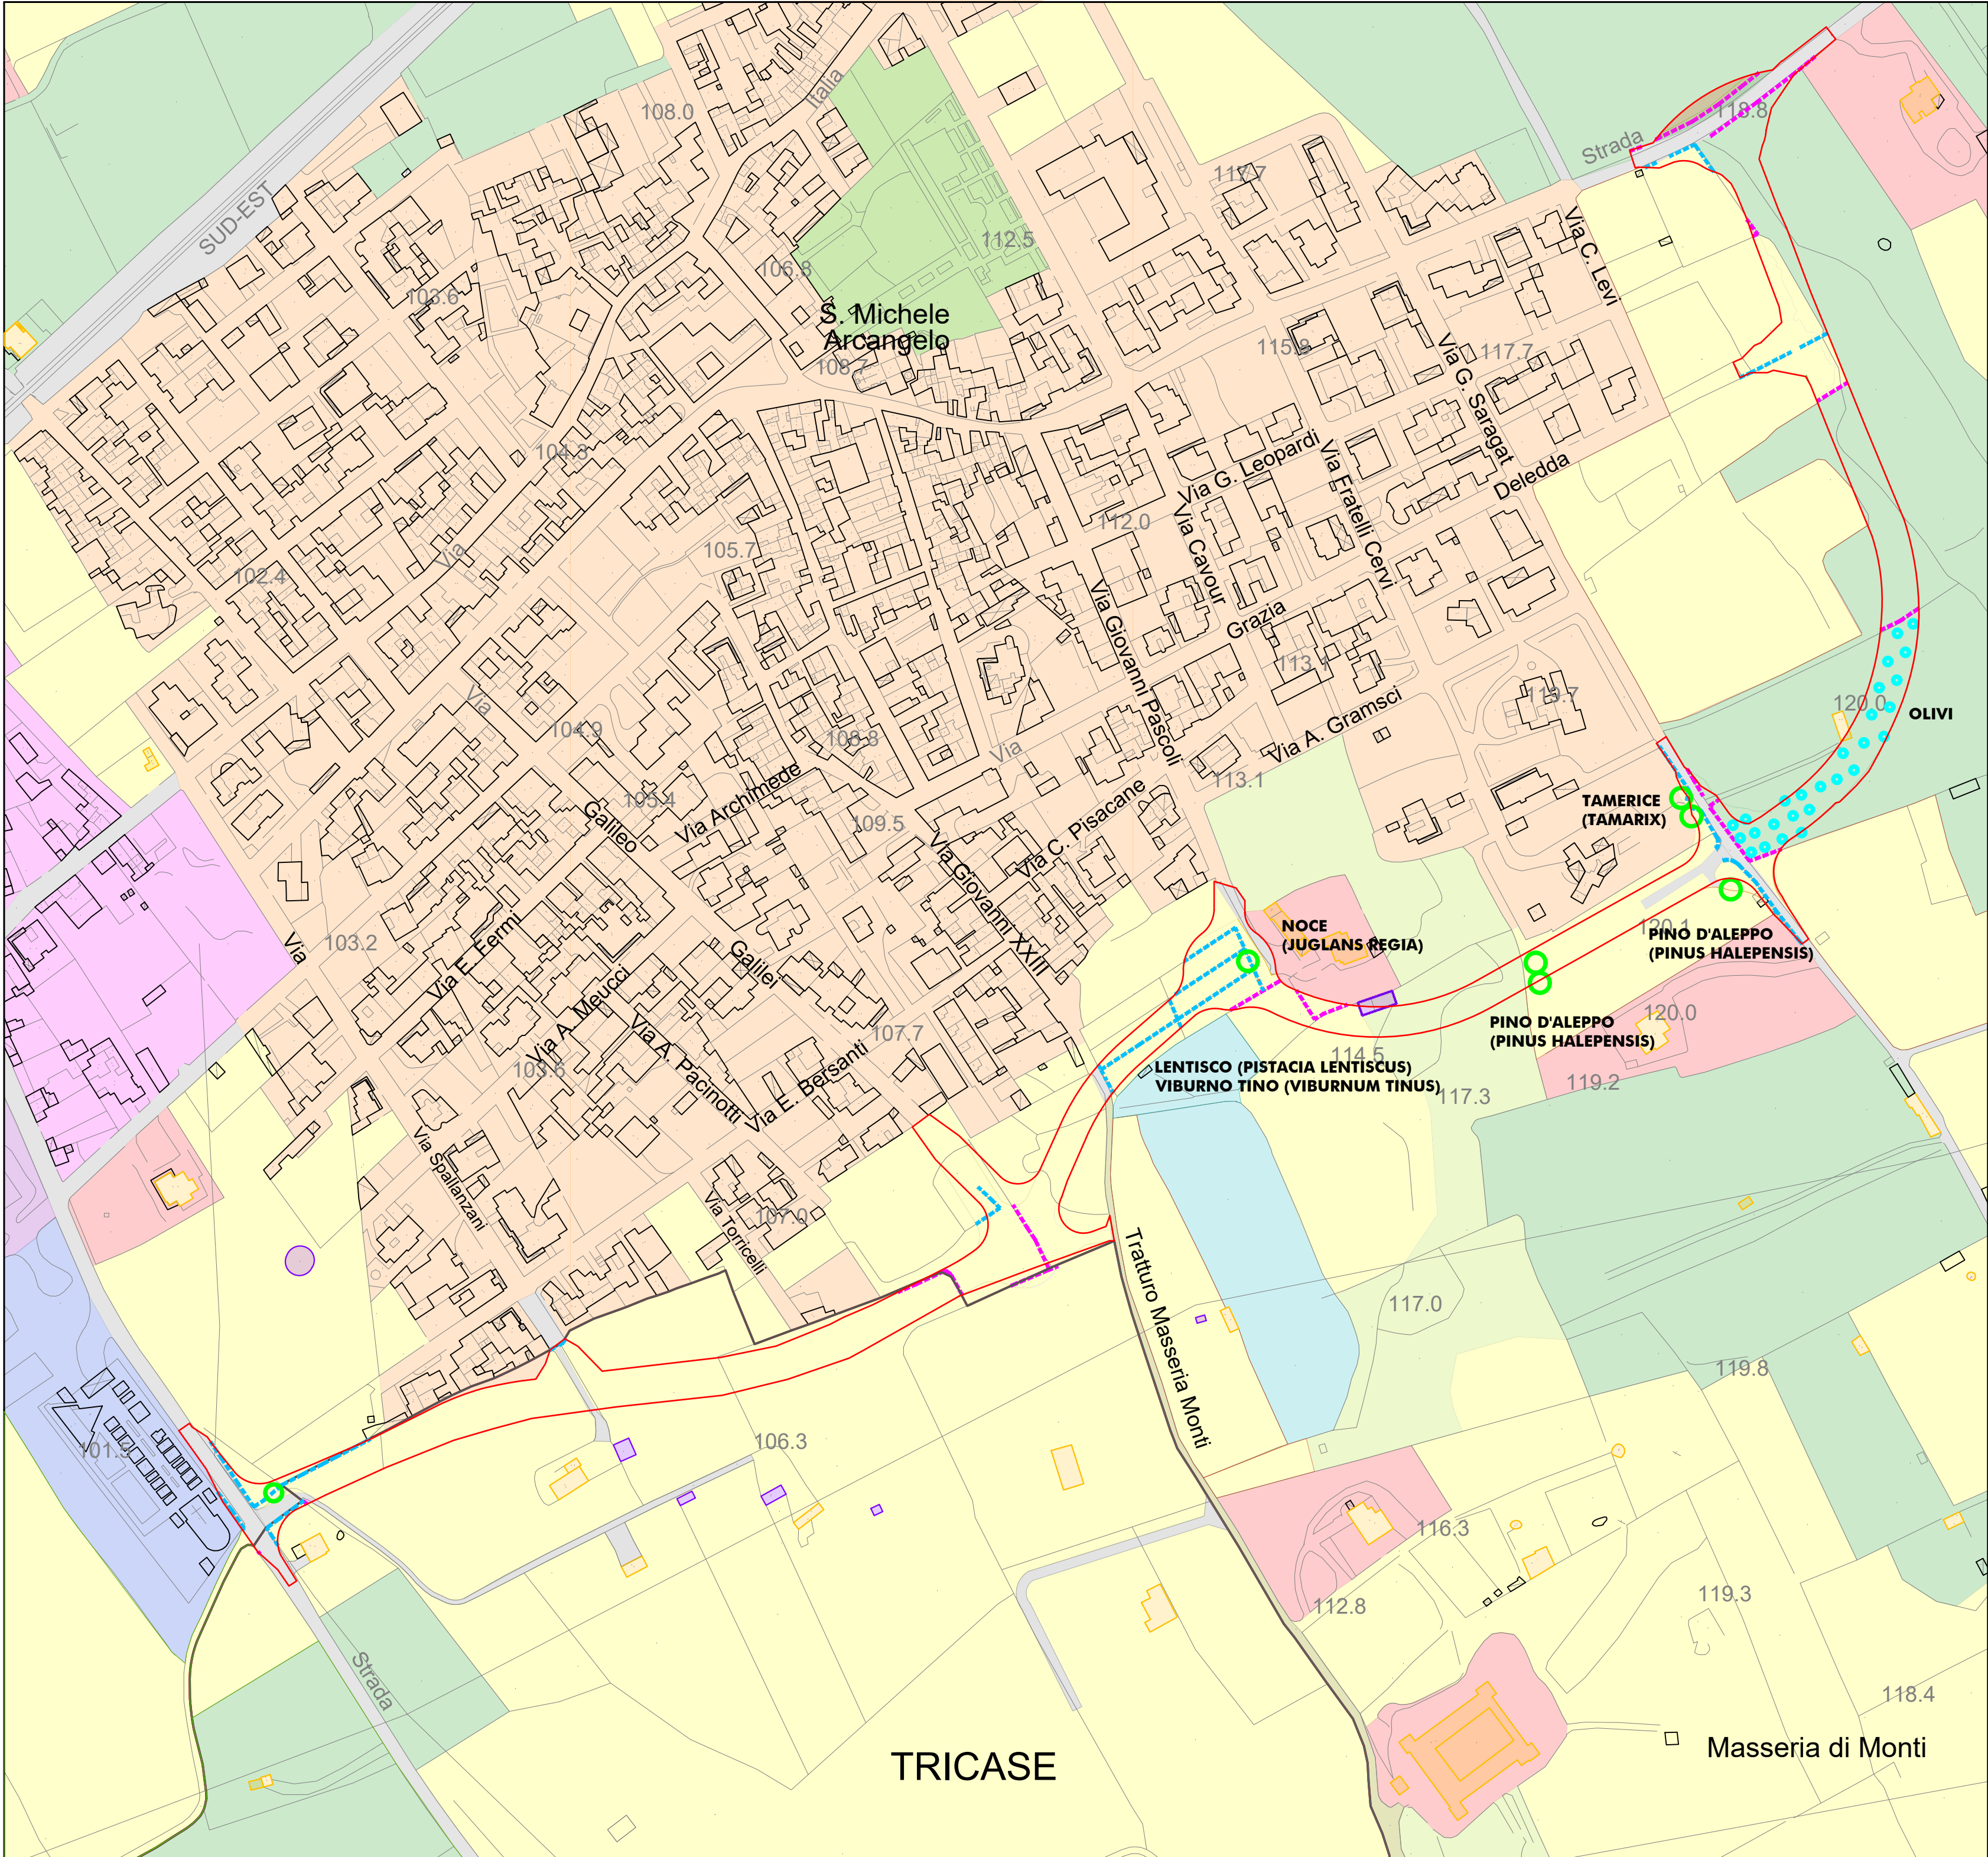 108.0
Italia
118.8
Strada
SUD-EST
117.7
112.5
Via C. Levi
106.8
103.6
S. Michele
Arcangelo
108.7
115.8
117.7
Via G. Saragat
104.3
Via G. Leopardi
Deledda
Via Fratelli Cervi
112.0
Via Cavour
105.7
Via
102.4
Via Giovanni Pascoli
Grazia
113.1
119.7
Via
120.0
OLIVI
104.9
108.8
Via
Via A. Gramsci
113.1
105.4
Via Archimede
Galileo
109.5
Via C. Pisacane
TAMERICE
(TAMARIX)
Via Giovanni XXIII
NOCE
(JUGLANS REGIA)
120.1
PINO D'ALEPPO
(PINUS HALEPENSIS)
Via
103.2
Via E. Fermi
Galilei
Via A. Meucci
107.7
120.0
PINO D'ALEPPO
(PINUS HALEPENSIS)
Via A. Pacinotti
103.6
Via E. Bersanti
114.5
LENTISCO (PISTACIA LENTISCUS)
VIBURNO TINO (VIBURNUM TINUS)
117.3
119.2
Via Spallanzani
Via Torricelli
107.0
Tratturo Masseria Monti
117.0
119.8
101.5
106.3
116.3
112.8
119.3
Strada
118.4
TRICASE
Masseria di Monti